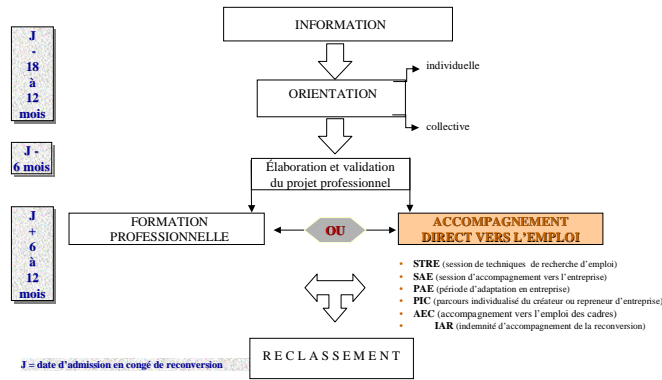 J
-
18
à
12
mois
INFORMATION
individuelle
ORIENTATION
collective
J -
6 mois
Élaboration et validation
du projet professionnel
J
+
6
à
12
mois
FORMATION
PROFESSIONNELLE
OU
ACCOMPAGNEMENT
DIRECT VERS L'EMPLOI
• STRE (session de techniques de recherche d'emploi)
• SAE (session d'accompagnement vers l'entreprise)
• PAE (période d'adaptation en entreprise)
• PIC (parcours individualisé du créateur ou repreneur d'entreprise)
• AEC (accompagnement vers l'emploi des cadres)
• IAR (indemnité d'accompagnement de la reconversion)
RECLASSEMENT
J = date d'admission en congé de reconversion